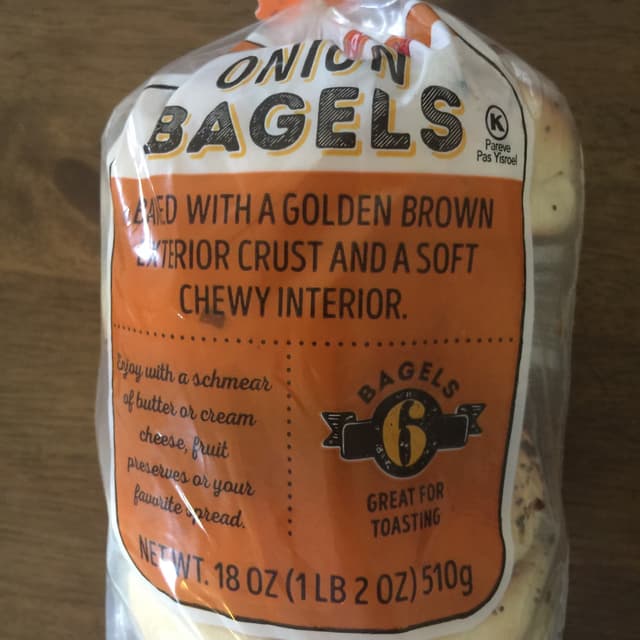 ONION
BAGELS
K
Pareve
Pas Yisroel
BAKED WITH A GOLDEN BROWN
EXTERIOR CRUST AND A SOFT
CHEWY INTERIOR.
Enjoy with a schmear
of butter or cream
cheese, fruit
preserves or your
favorite spread.
BAGELS
6
GREAT FOR
TOASTING
NET WT. 18 OZ (1 LB 2 OZ) 510g